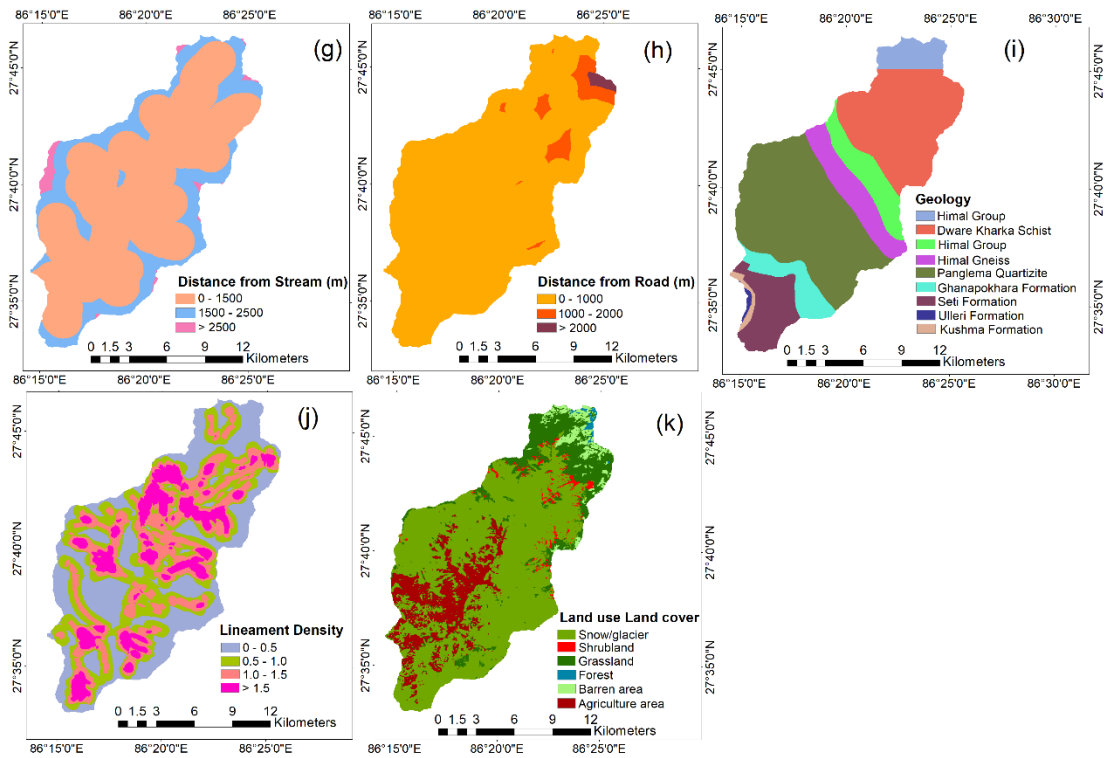 86°15'0"E 86°20'0"E 86°25'0"E
(g)
27°45'0"N
27°40'0"N
27°35'0"N
Distance from Stream (m)
0 - 1500
1500 - 2500
> 2500
0 1.5 3 6 9 12
Kilometers
86°15'0"E 86°20'0"E 86°25'0"E
(h)
27°45'0"N
27°40'0"N
27°35'0"N
Distance from Road (m)
0 - 1000
1000 - 2000
> 2000
0 1.5 3 6 9 12
Kilometers
86°15'0"E 86°20'0"E 86°25'0"E
86°15'0"E 86°20'0"E 86°25'0"E 86°30'0"E
(i)
27°45'0"N
27°40'0"N
27°35'0"N
Geology
Himal Group
Dware Kharka Schist
Himal Group
Himal Gneiss
Panglema Quartizite
Ghanapokhara Formation
Seti Formation
Ulleri Formation
Kushma Formation
0 1.5 3 6 9 12
Kilometers
86°15'0"E 86°20'0"E 86°25'0"E 86°30'0"E
(j)
27°45'0"N
27°40'0"N
27°35'0"N
Lineament Density
0 - 0.5
0.5 - 1.0
1.0 - 1.5
> 1.5
0 1.5 3 6 9 12
Kilometers
86°15'0"E 86°20'0"E 86°25'0"E
(k)
27°45'0"N
27°40'0"N
27°35'0"N
Land use Land cover
Snow/glacier
Shrubland
Grassland
Forest
Barren area
Agriculture area
0 1.5 3 6 9 12
Kilometers
86°15'0"E 86°20'0"E 86°25'0"E